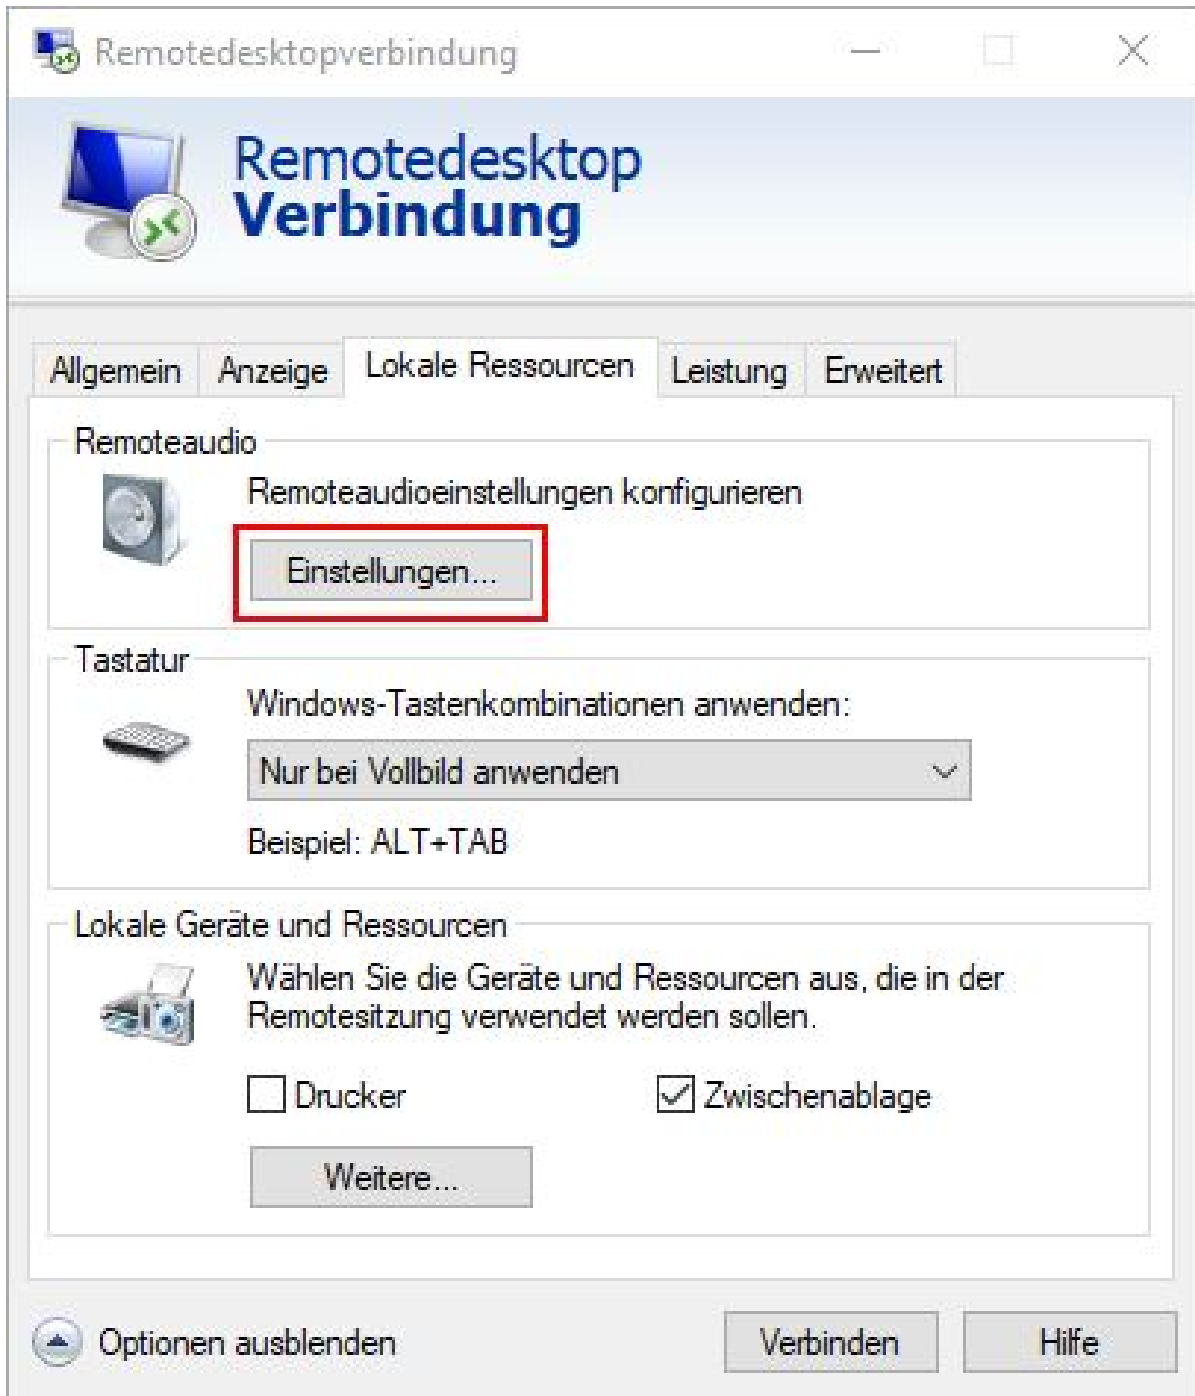 Remotedesktopverbindung
Remotedesktop
Verbindung
Allgemein Anzeige Lokale Ressourcen Leistung Erweitert
Remoteaudio
Remoteaudioeinstellungen konfigurieren
Einstellungen...
Tastatur
Windows-Tastenkombinationen anwenden:
Nur bei Vollbild anwenden
Beispiel: ALT+TAB
Lokale Geräte und Ressourcen
Wählen Sie die Geräte und Ressourcen aus, die in der
Remotesitzung verwendet werden sollen.
Drucker Zwischenablage
Weitere...
Optionen ausblenden Verbinden Hilfe